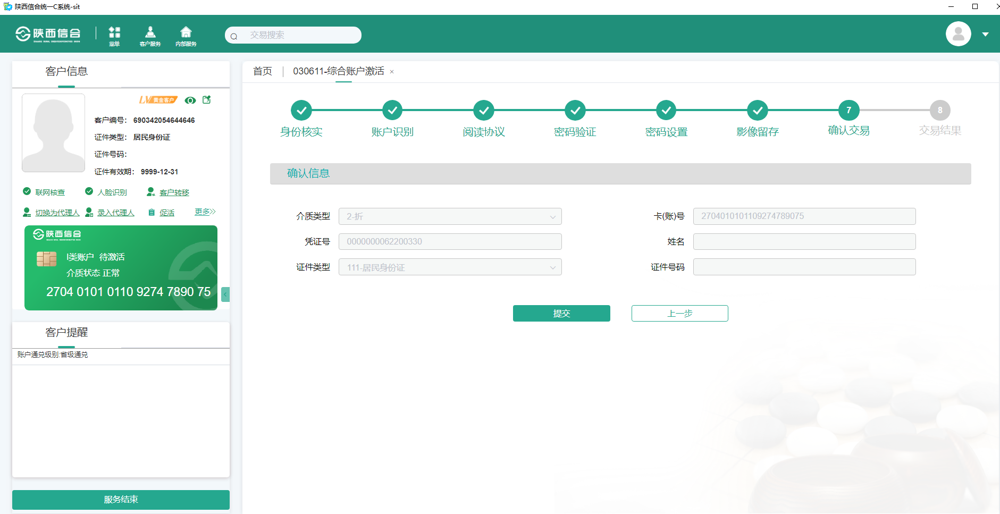 陕西信合统一C系统-sit
陕西信合
菜单
客户服务
内部服务
交易搜索
客户信息
LV黄金客户
客户编号： 690342054644646
证件类型： 居民身份证
证件号码：
证件有效期： 9999-12-31
联网核查
人脸识别
客户转移
切换为代理人
录入代理人
促活
更多
陕西信合
I类账户 待激活
介质状态 正常
2704 0101 0110 9274 7890 75
客户提醒
账户通兑级别:省级通兑
服务结束
首页
030611-综合账户激活 ×
7
8
身份核实
账户识别
阅读协议
密码验证
密码设置
影像留存
确认交易
交易结果
确认信息
介质类型 2-折
卡(账)号 2704010101109274789075
凭证号 0000000062200330
姓名
证件类型 111-居民身份证
证件号码
提交
上一步